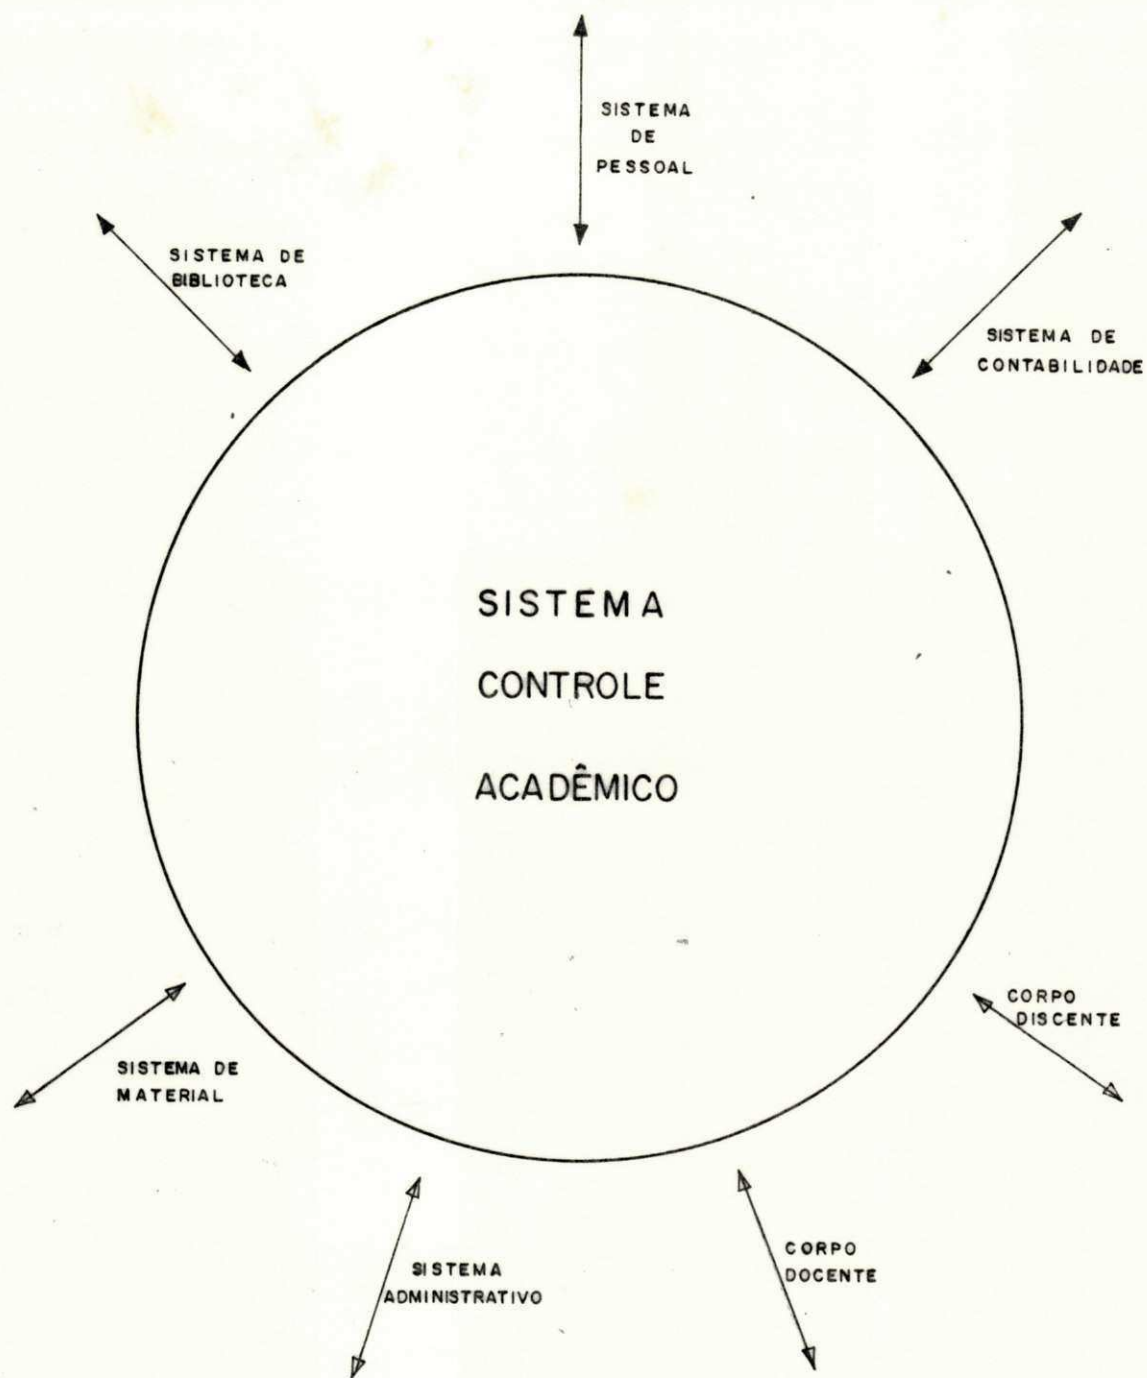 SISTEMA
DE
PESSOAL
SISTEMA DE
BIBLIOTECA
SISTEMA DE
CONTABILIDADE
SISTEMA
CONTROLE
ACADÊMICO
CORPO
DISCENTE
SISTEMA DE
MATERIAL
CORPO
DOCENTE
SISTEMA
ADMINISTRATIVO